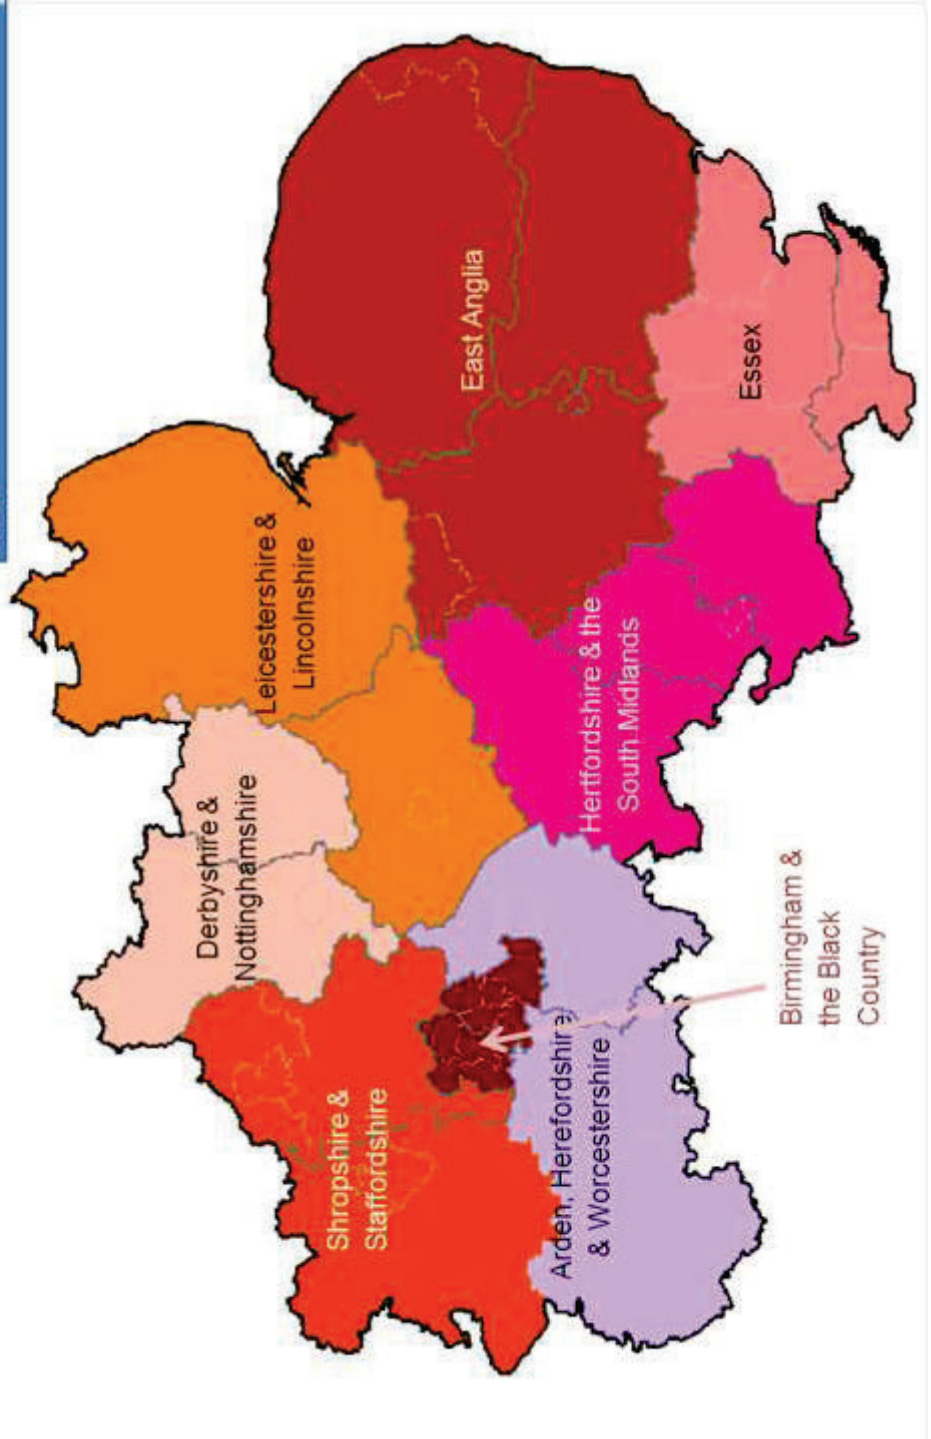 Derbyshire &
Nottinghamshire
Leicestershire &
Lincolnshire
Shropshire &
Staffordshire
East Anglia
Arden, Herefordshire
& Worcestershire
Hertfordshire & the
South Midlands
Essex
Birmingham &
the Black
Country